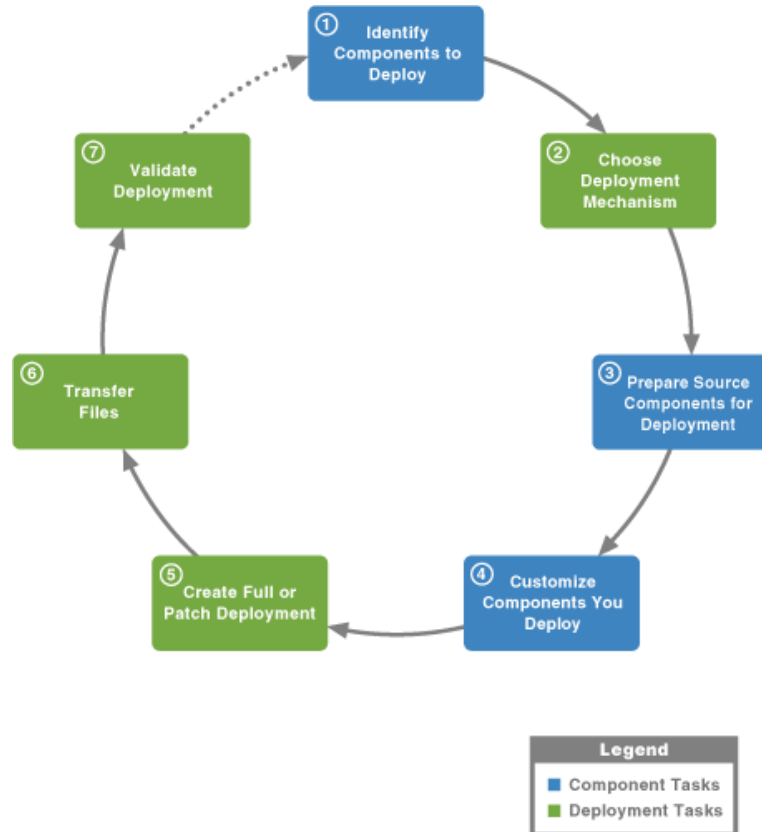 ①
Identify
Components to
Deploy
②
Choose
Deployment
Mechanism
③
Prepare Source
Components for
Deployment
④
Customize
Components You
Deploy
⑤
Create Full or
Patch Deployment
⑥
Transfer
Files
⑦
Validate
Deployment
Legend
Component Tasks
Deployment Tasks